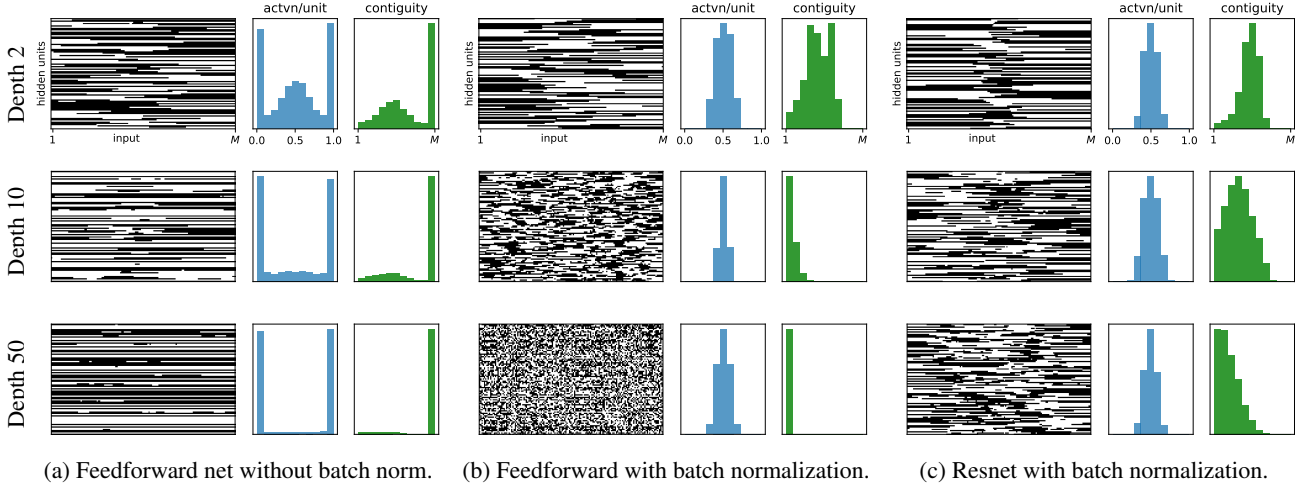 actvn/unit contiguity actvn/unit contiguity actvn/unit contiguity
Depth 2
hidden units
hidden units
hidden units
1 input M 0.0 0.5 1.0 1 M 1 input M 0.0 0.5 1.0 1 M 1 input M 0.0 0.5 1.0 1 M
Depth 10
Depth 50
(a) Feedforward net without batch norm. (b) Feedforward with batch normalization. (c) Resnet with batch normalization.